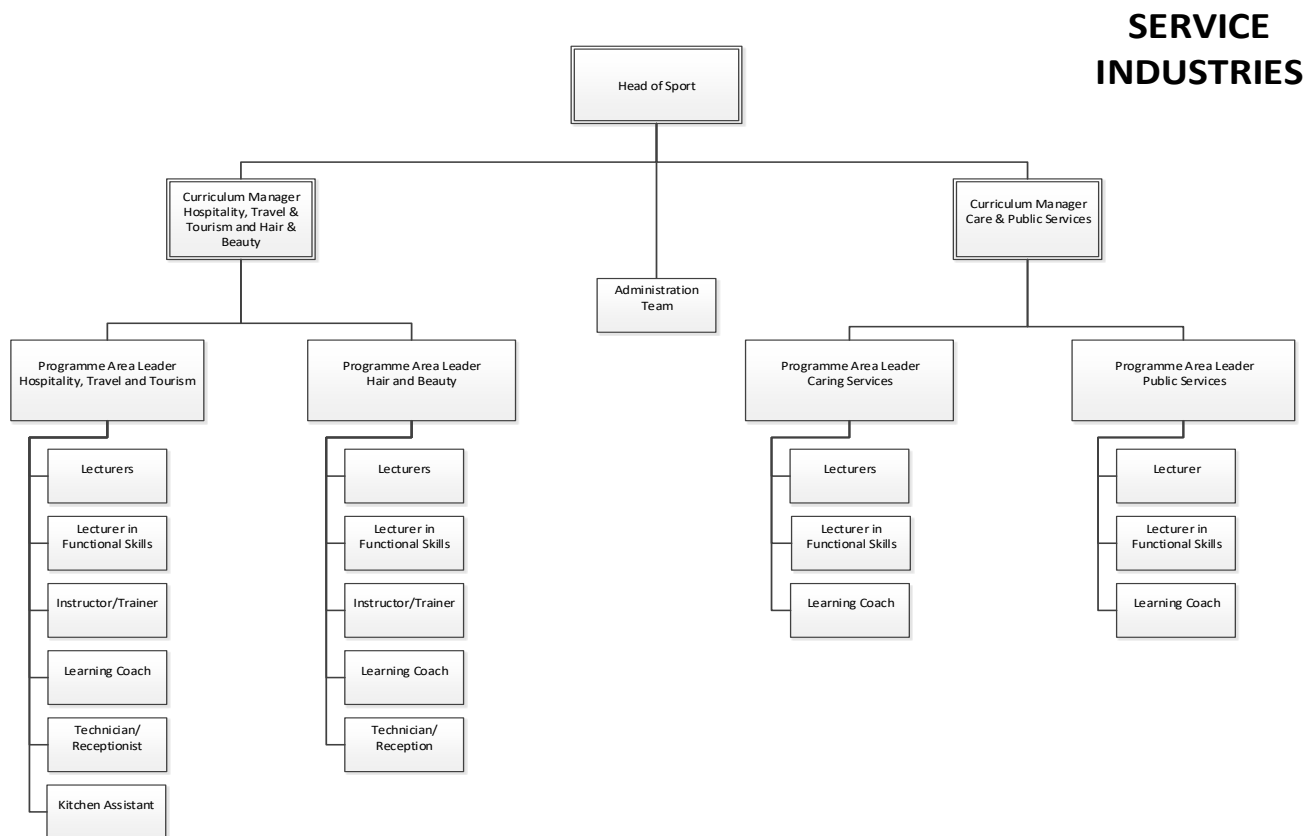 SERVICE
INDUSTRIES
Head of Sport
Curriculum Manager
Hospitality, Travel &
Tourism and Hair &
Beauty
Curriculum Manager
Care & Public Services
Administration
Team
Programme Area Leader
Hospitality, Travel and Tourism
Programme Area Leader
Hair and Beauty
Programme Area Leader
Caring Services
Programme Area Leader
Public Services
Lecturers
Lecturer in
Functional Skills
Instructor/Trainer
Learning Coach
Technician/
Receptionist
Kitchen Assistant
Lecturers
Lecturer in
Functional Skills
Instructor/Trainer
Learning Coach
Technician/
Reception
Lecturers
Lecturer in
Functional Skills
Learning Coach
Lecturer
Lecturer in
Functional Skills
Learning Coach